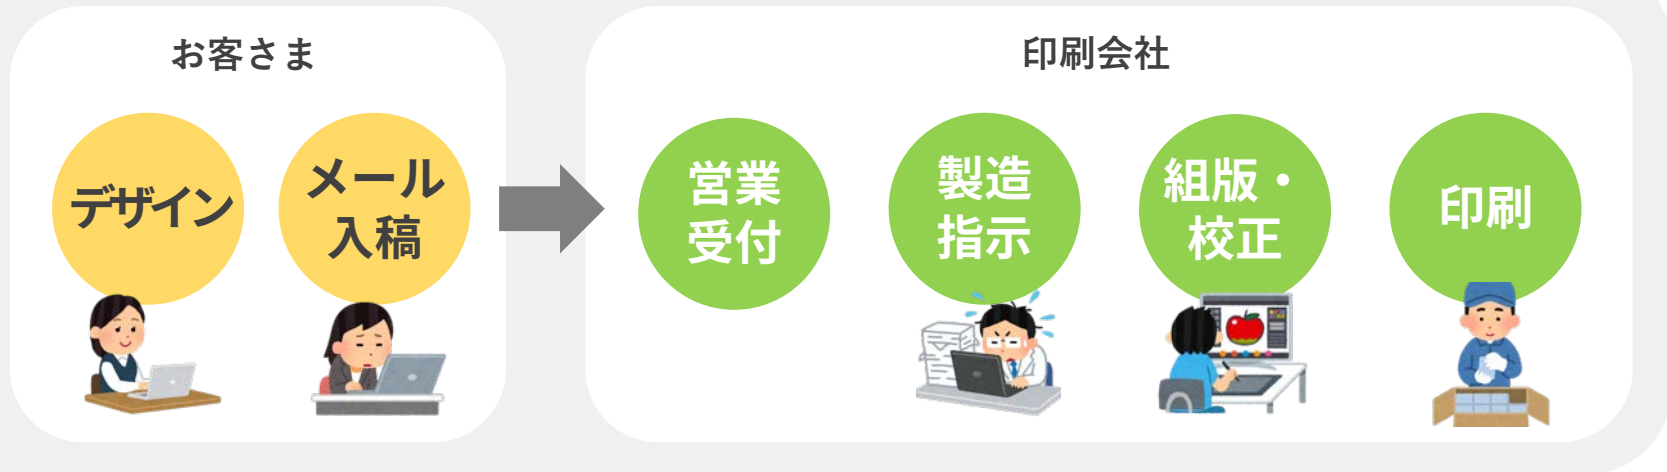 お客さま
デザイン
メール
入稿
印刷会社
営業
受付
製造
指示
組版・
校正
印刷